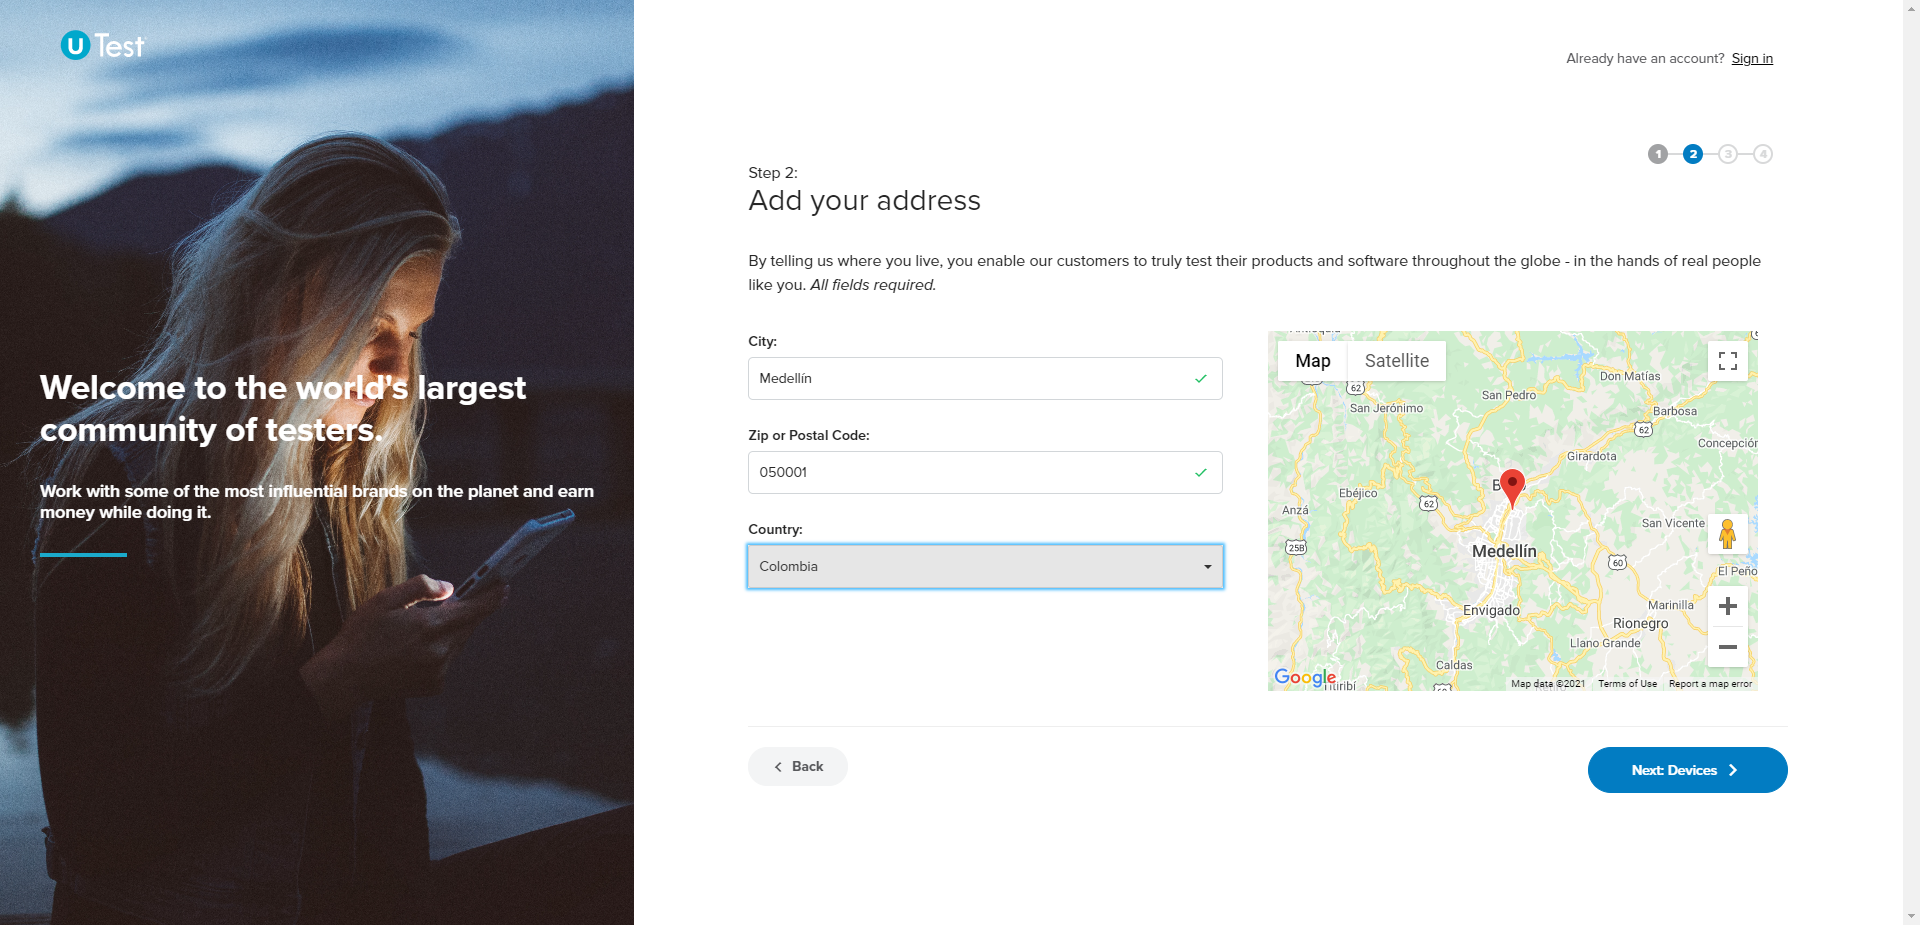 U Test
Welcome to the world's largest
community of testers.
Work with some of the most influential brands on the planet and earn
money while doing it.
Already have an account? Sign in
1 2 3 4
Step 2:
Add your address
By telling us where you live, you enable our customers to truly test their products and software throughout the globe - in the hands of real people
like you. All fields required.
City:
Medellín
Zip or Postal Code:
050001
Country:
Colombia
Map Satellite
Don Matías
62
San Pedro
San Jerónimo
Barbosa
62
Concepción
Girardota
Ebéjico
62
Anzá
San Vicente
25B
Medellín
60
El Peño
Marinilla
Envigado
Rionegro
Llano Grande
Caldas
62
Google
Titiribí
Map data ©2021 Terms of Use Report a map error
Back
Next: Devices